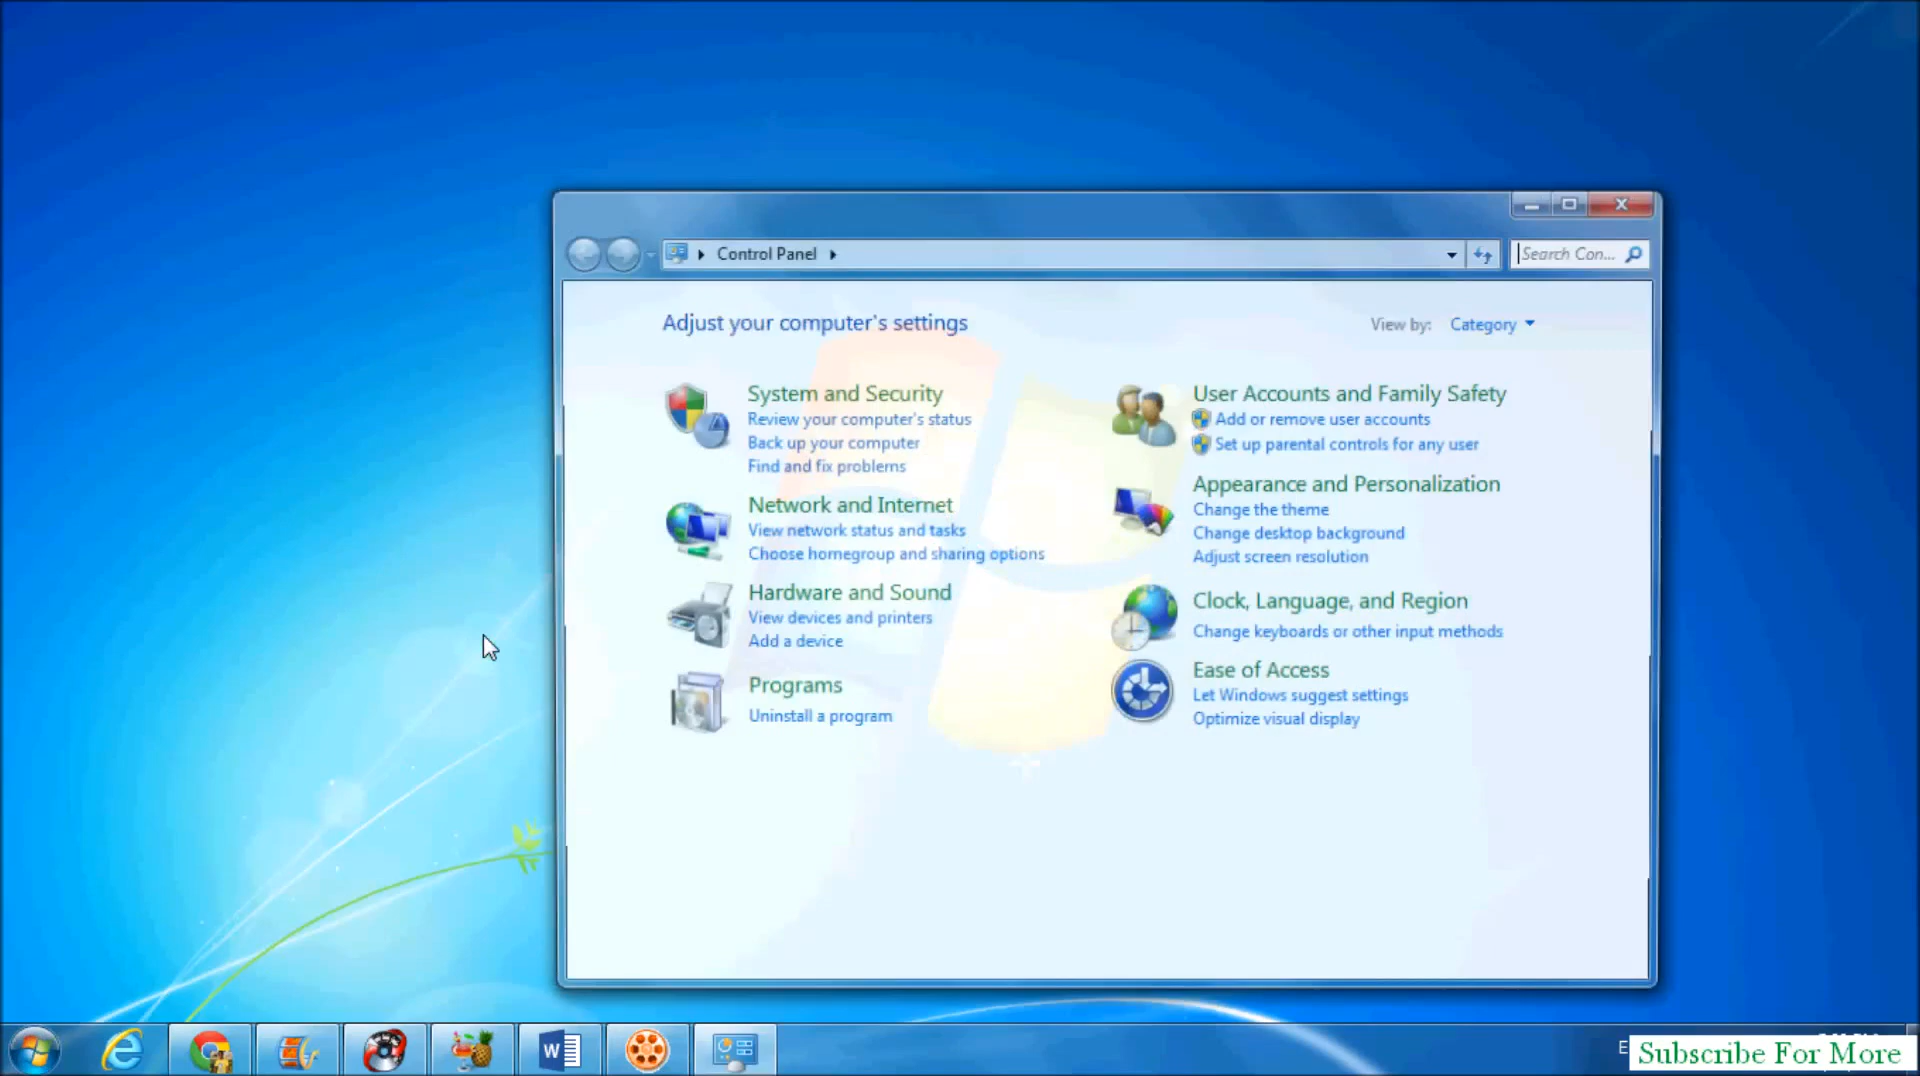 Control Panel
Search Con...
Adjust your computer's settings
View by: Category
System and Security
Review your computer's status
Back up your computer
Find and fix problems
Network and Internet
View network status and tasks
Choose homegroup and sharing options
Hardware and Sound
View devices and printers
Add a device
Programs
Uninstall a program
User Accounts and Family Safety
Add or remove user accounts
Set up parental controls for any user
Appearance and Personalization
Change the theme
Change desktop background
Adjust screen resolution
Clock, Language, and Region
Change keyboards or other input methods
Ease of Access
Let Windows suggest settings
Optimize visual display
W
Subscribe For More